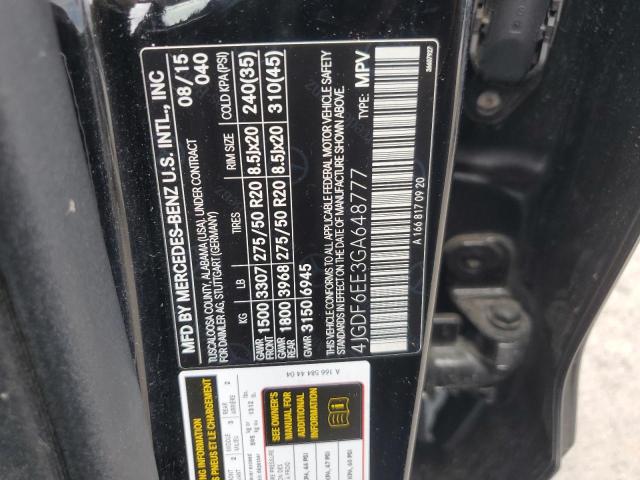 MFD BY MERCEDES-BENZ U.S. INTL., INC
TUSCALOOSA COUNTY, ALABAMA (USA), UNDER CONTRACT
FOR DAIMLER AG, STUTTGART (GERMANY)
08/15
040
KG LB TIRES RIM SIZE COLD KPA (PSI)
GAWR FRONT 1500 3307 275/50 R20 8.5Jx20 240(35)
GAWR REAR 1800 3968 275/50 R20 8.5Jx20 310(45)
GVWR 3150 6945
THIS VEHICLE CONFORMS TO ALL APPLICABLE FEDERAL MOTOR VEHICLE SAFETY
STANDARDS IN EFFECT ON THE DATE OF MANUFACTURE SHOWN ABOVE.
4JGDF6EE3GA648777 TYPE: MPV
A 166 817 09 20
36607927
A 166 584 44 04
SEE OWNER'S
MANUAL FOR
ADDITIONAL
INFORMATION